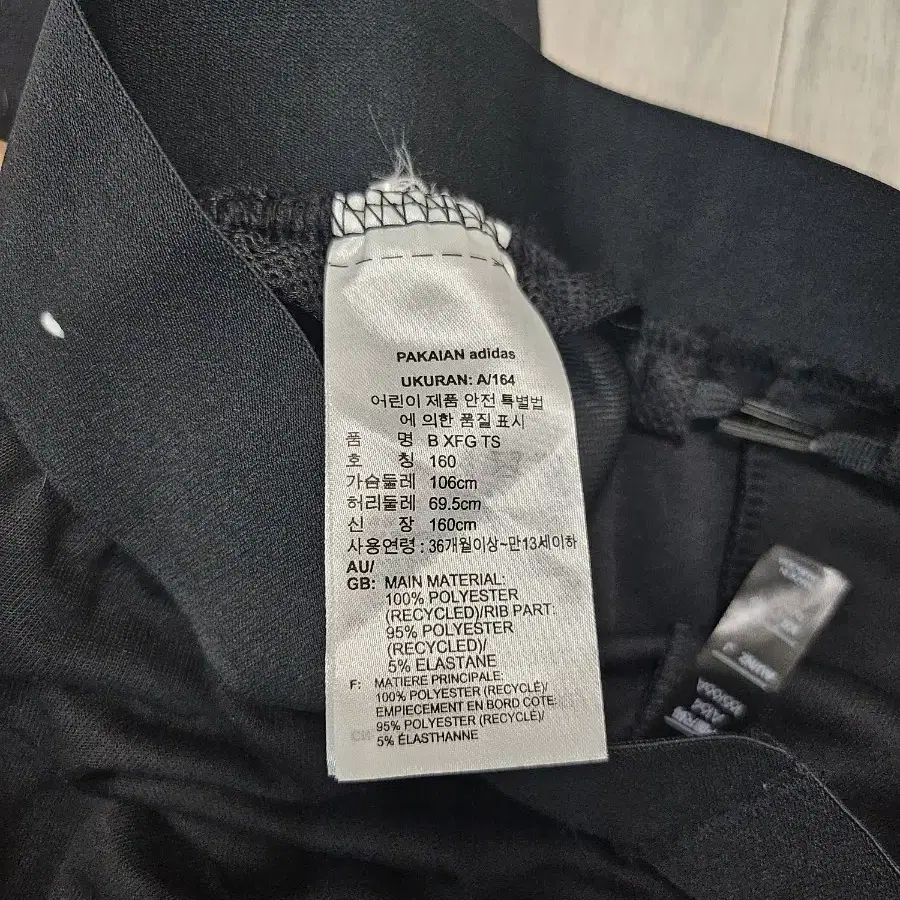 PAKAIAN adidas
UKURAN: A/164
어린이 제품 안전 특별법
에 의한 품질 표시
품 명 B XFG TS
호 칭 160
가슴둘레 106cm
허리둘레 69.5cm
신 장 160cm
사용연령 : 36개월이상~만13세이하
AU/
GB: MAIN MATERIAL:
100% POLYESTER
(RECYCLED)/RIB PART:
95% POLYESTER
(RECYCLED)/
5% ELASTANE
F: MATIERE PRINCIPALE:
100% POLYESTER (RECYCLÉ)/
EMPIECEMENT EN BORD COTE:
95% POLYESTER (RECYCLÉ)/
5% ÉLASTHANNE